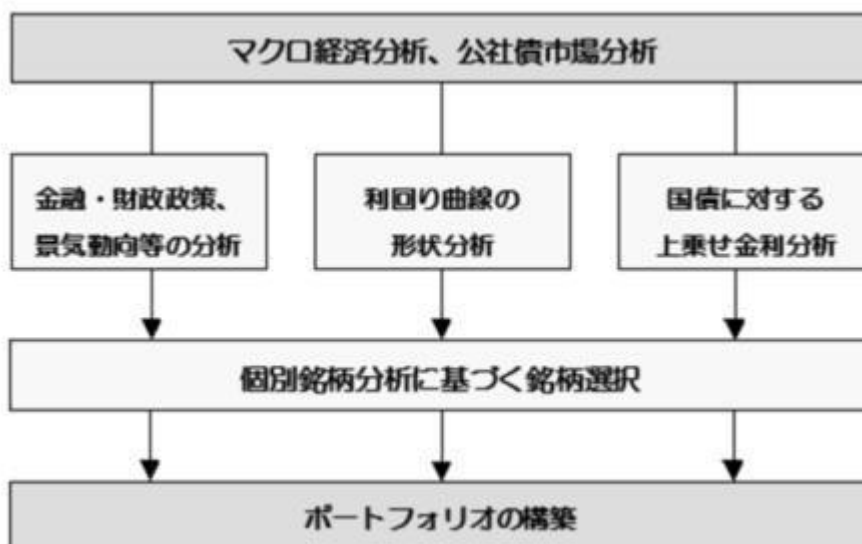 マクロ経済分析、公社債市場分析
金融・財政政策、
景気動向等の分析
利回り曲線の
形状分析
国債に対する
上乗せ金利分析
個別銘柄分析に基づく銘柄選択
ポートフォリオの構築